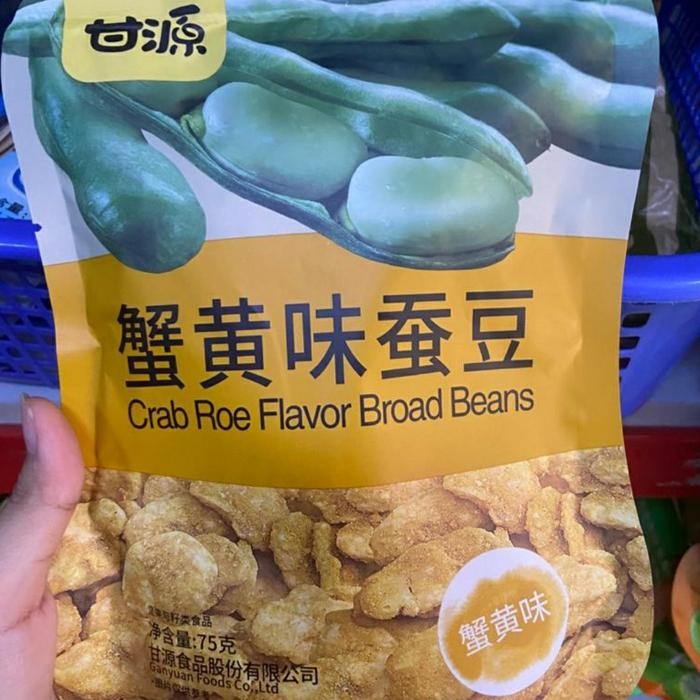 甘源
蟹黄味蚕豆
Crab Roe Flavor Broad Beans
蟹黄味
净含量:75克
甘源食品股份有限公司
Ganyuan Foods Co.,Ltd